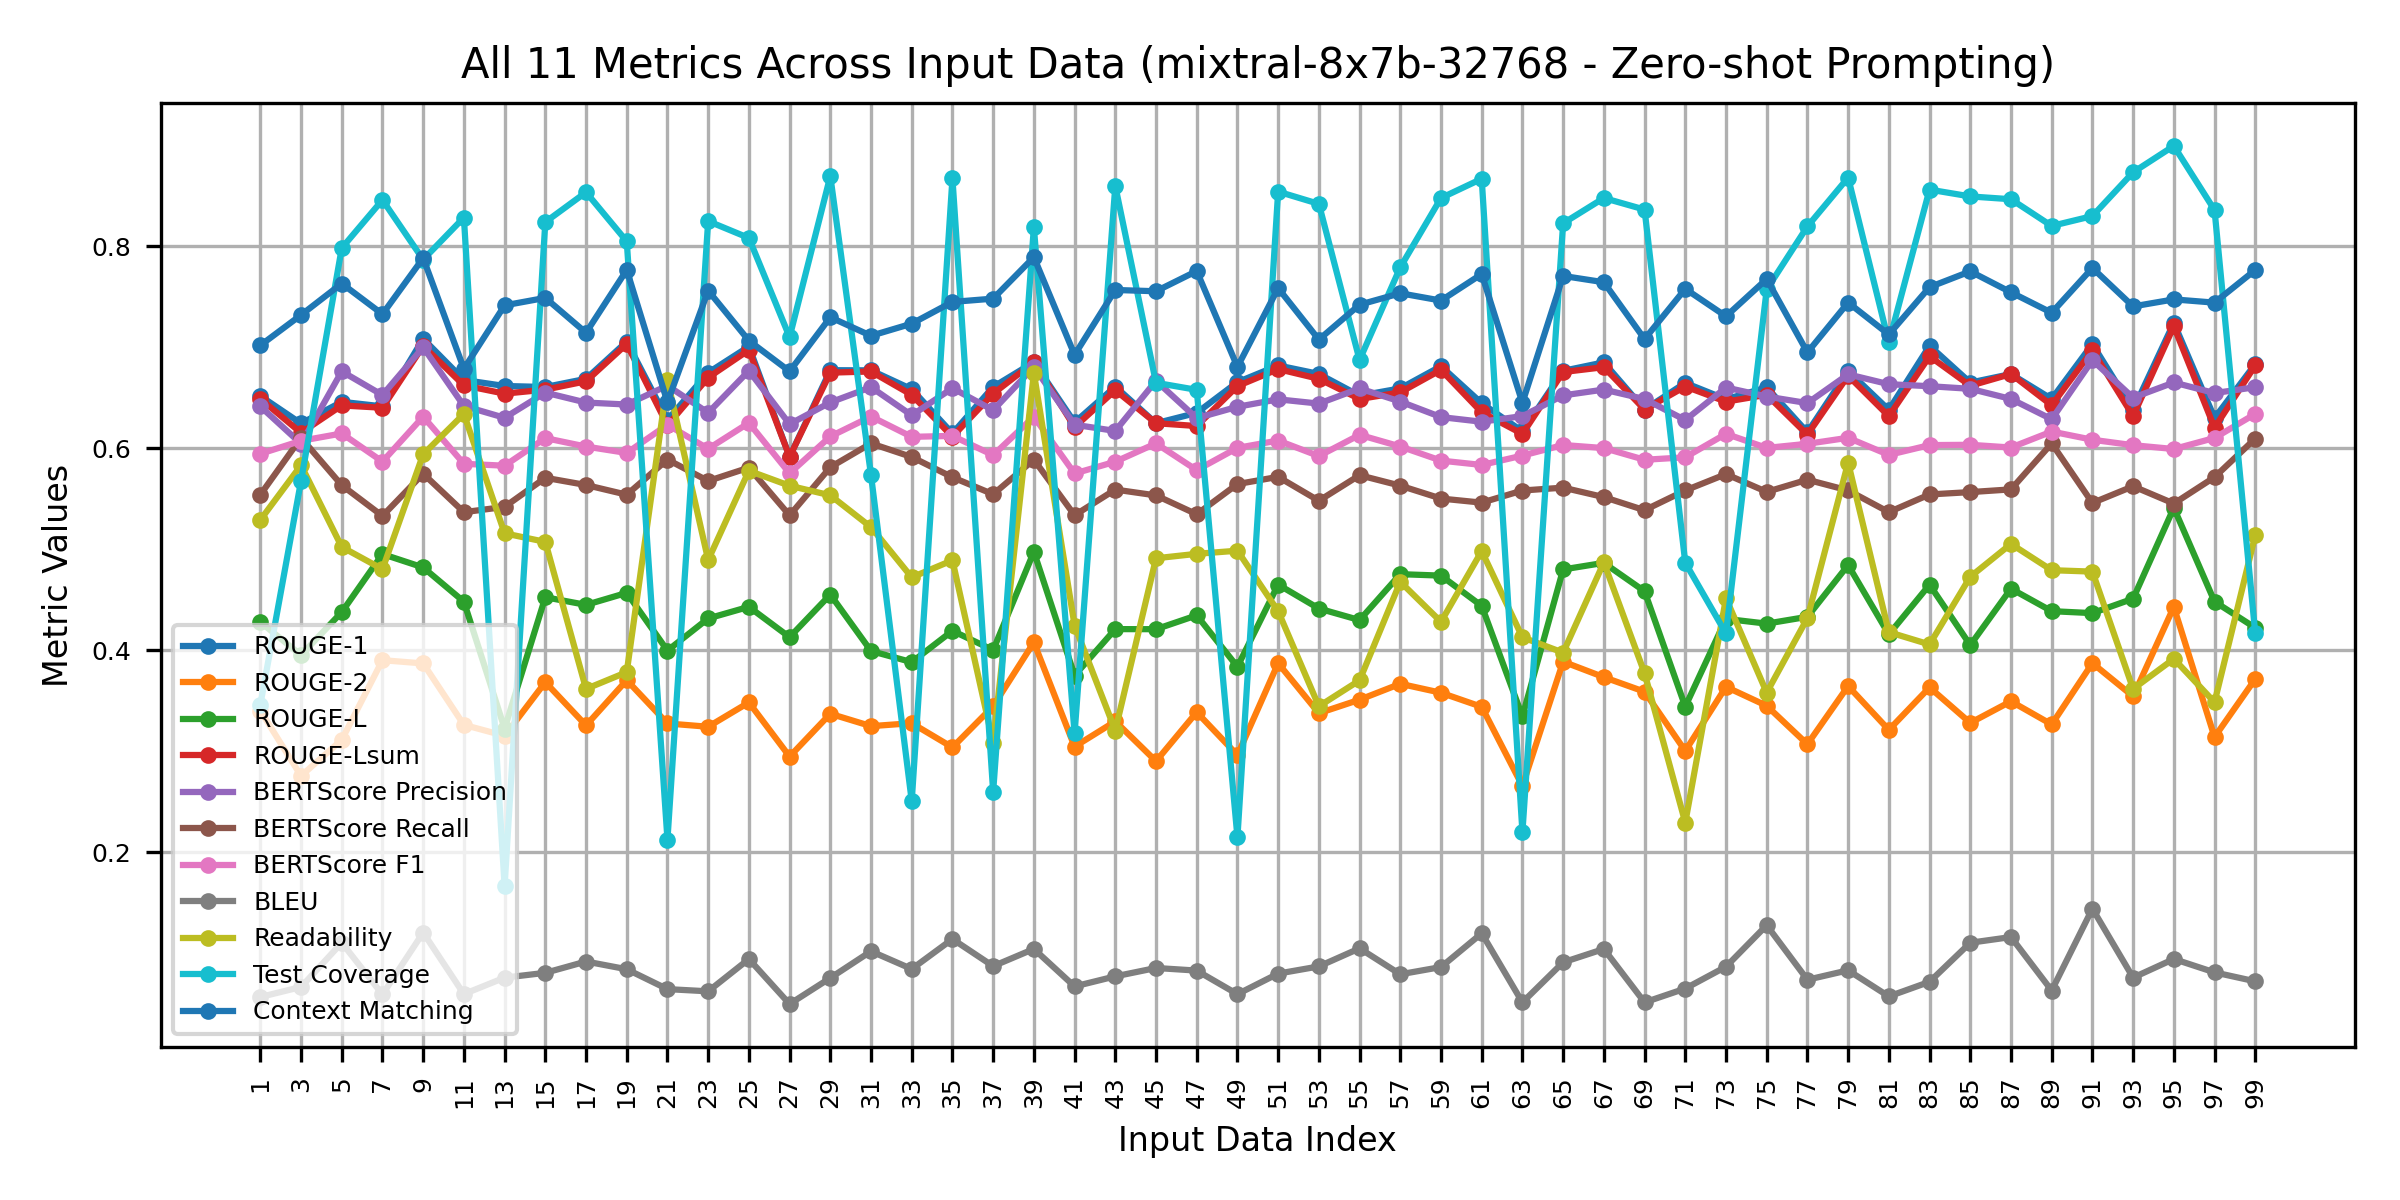 All 11 Metrics Across Input Data (mixtral-8x7b-32768 - Zero-shot Prompting)
Metric Values
0.8
0.6
0.4
0.2
ROUGE-1
ROUGE-2
ROUGE-L
ROUGE-Lsum
BERTScore Precision
BERTScore Recall
BERTScore F1
BLEU
Readability
Test Coverage
Context Matching
1 3 5 7 9 11 13 15 17 19 21 23 25 27 29 31 33 35 37 39 41 43 45 47 49 51 53 55 57 59 61 63 65 67 69 71 73 75 77 79 81 83 85 87 89 91 93 95 97 99
Input Data Index